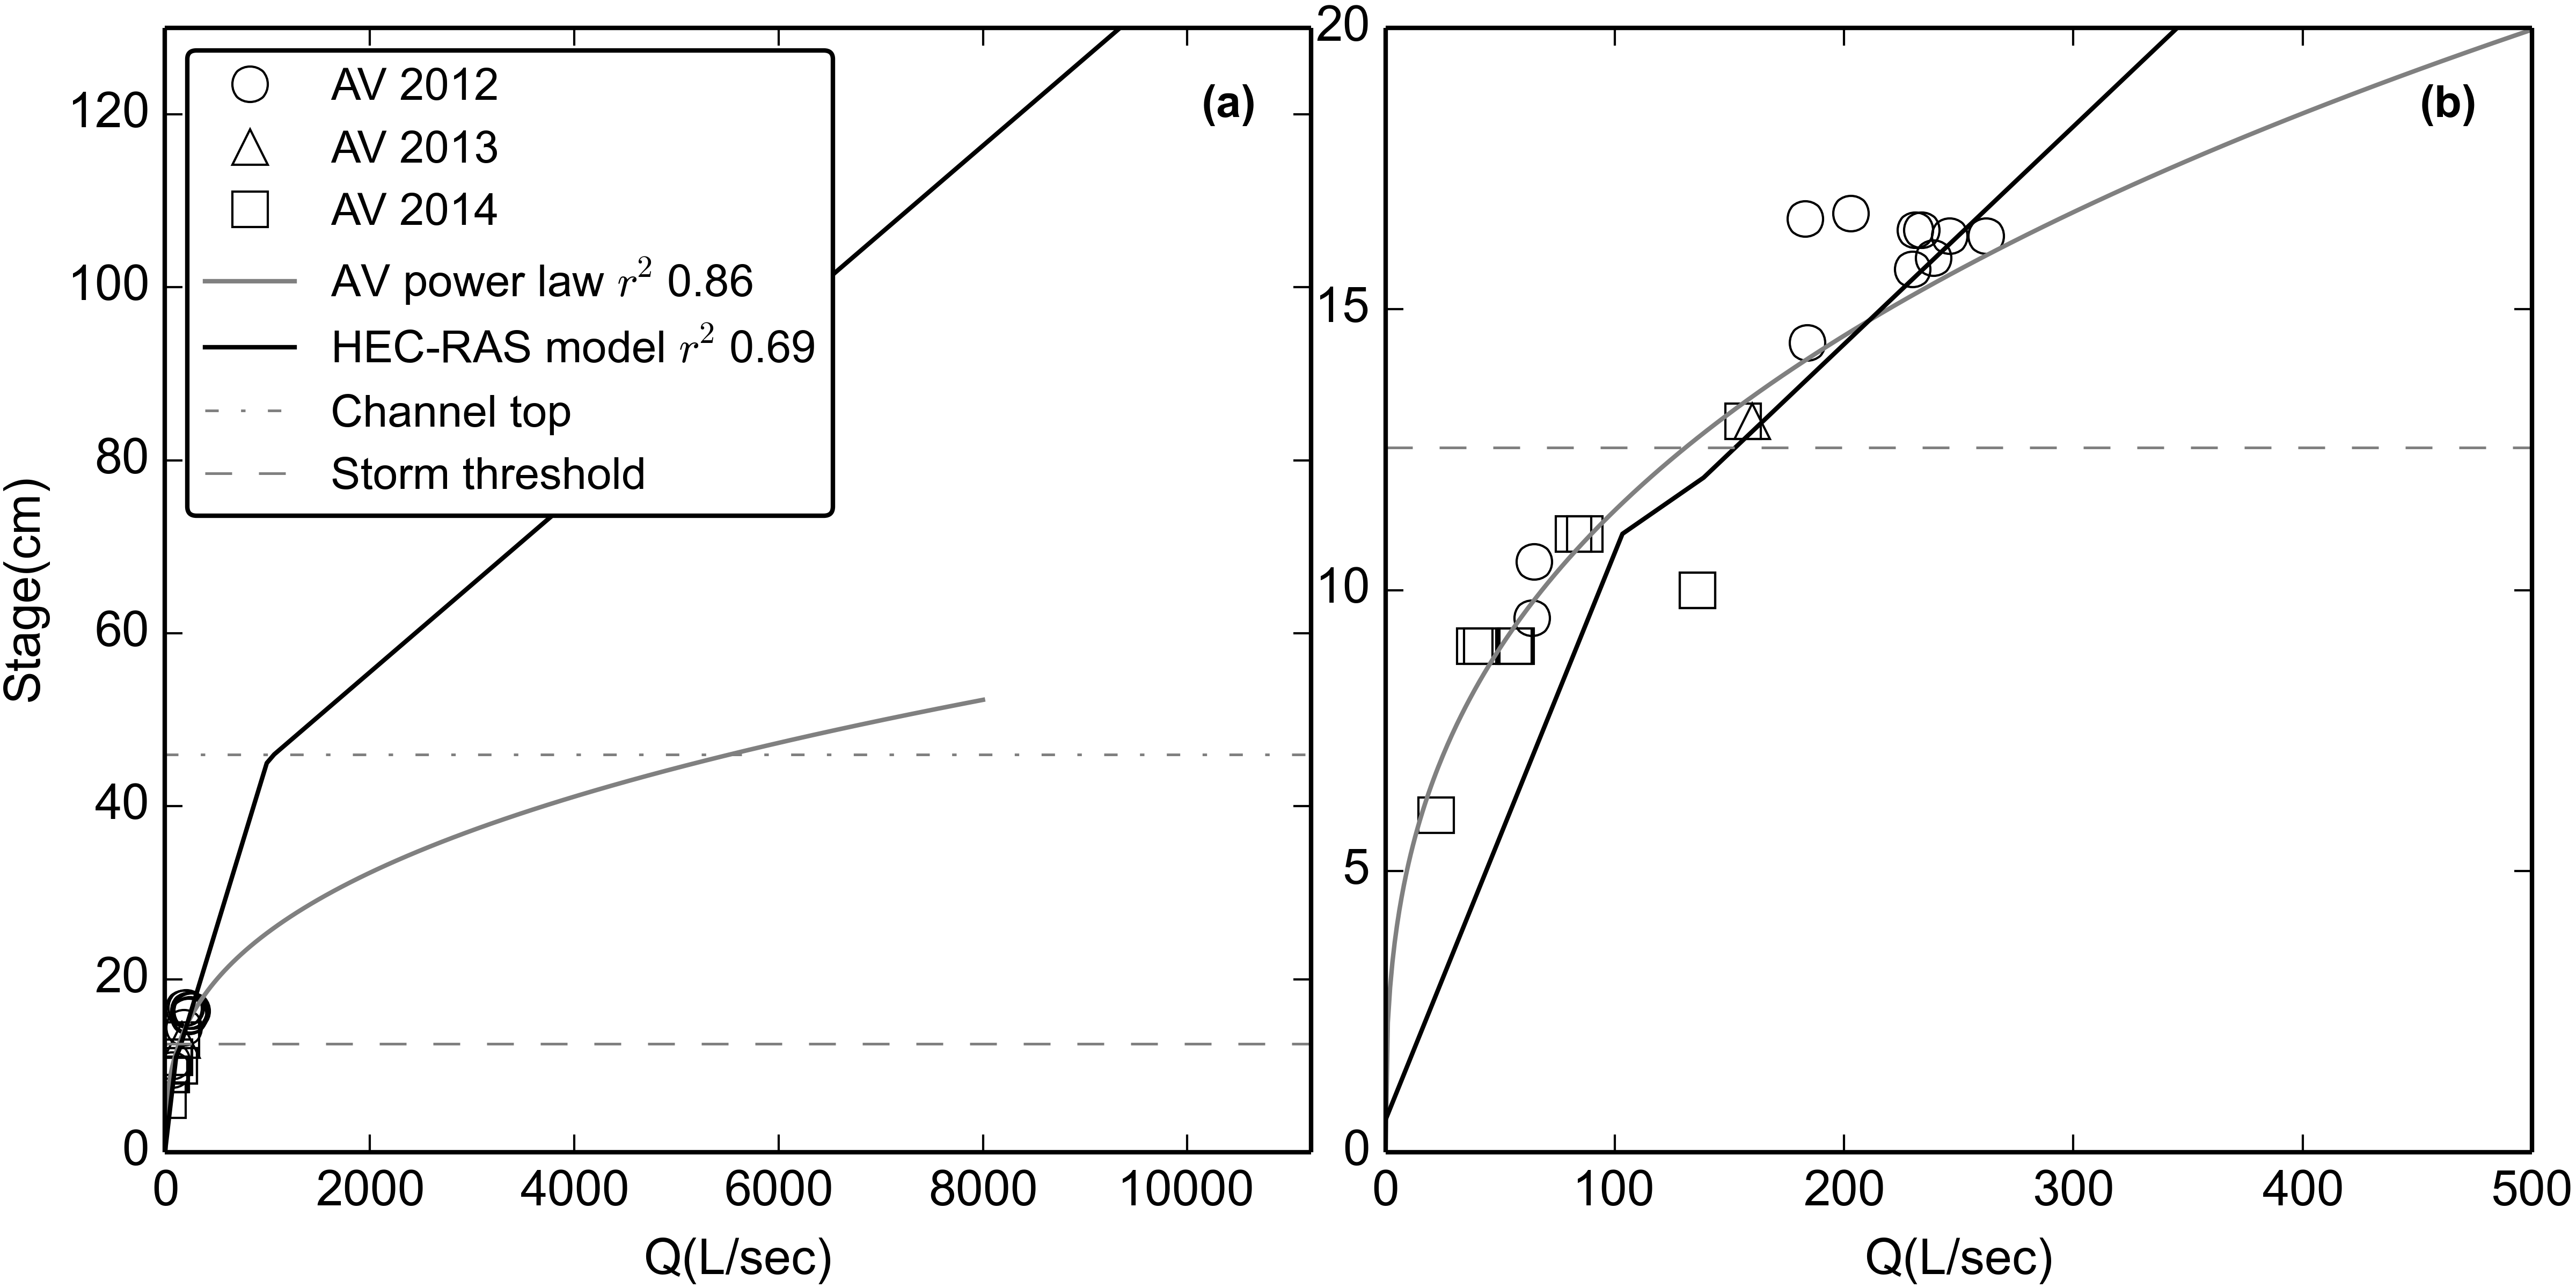 AV 2012
AV 2013
AV 2014
AV power law r² 0.86
HEC-RAS model r² 0.69
Channel top
Storm threshold
(a)
120
100
80
60
40
20
0
Stage(cm)
0 2000 4000 6000 8000 10000
Q(L/sec)
(b)
20
15
10
5
0
0 100 200 300 400 500
Q(L/sec)